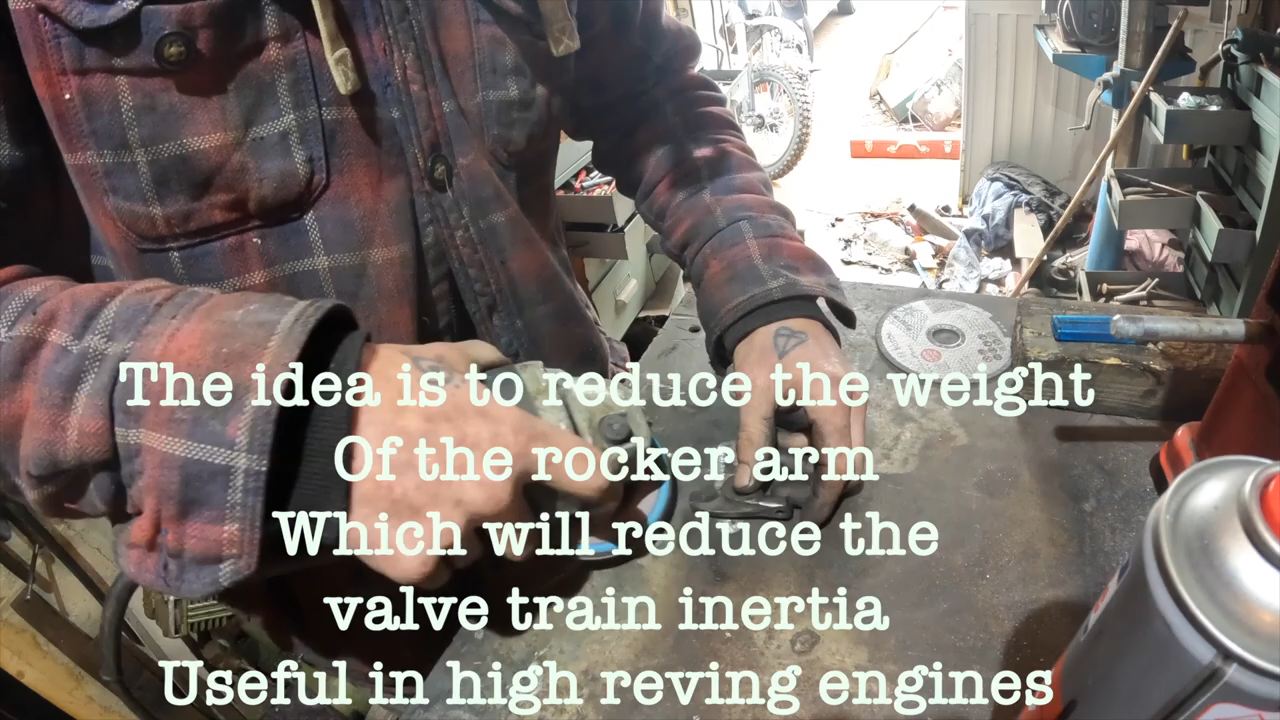 The idea is to reduce the weight
Of the rocker arm
Which will reduce the
valve train inertia
Useful in high reving engines